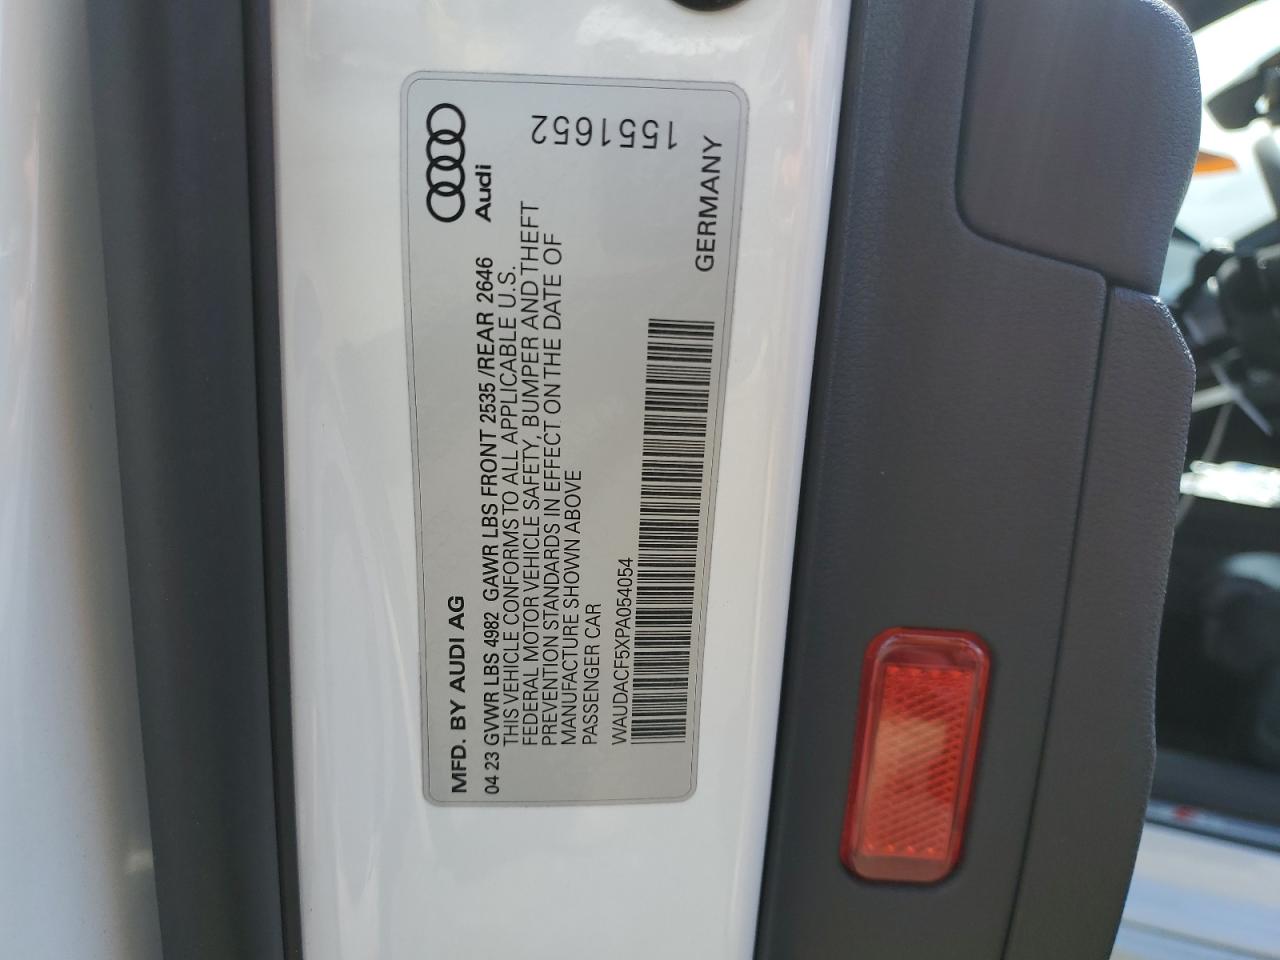 MFD. BY AUDI AG
Audi
04 23 GVWR LBS 4982 GAWR LBS FRONT 2535 /REAR 2646
THIS VEHICLE CONFORMS TO ALL APPLICABLE U.S.
FEDERAL MOTOR VEHICLE SAFETY, BUMPER AND THEFT
PREVENTION STANDARDS IN EFFECT ON THE DATE OF
MANUFACTURE SHOWN ABOVE
PASSENGER CAR
WAUDACF5XPA054054
GERMANY
1551652